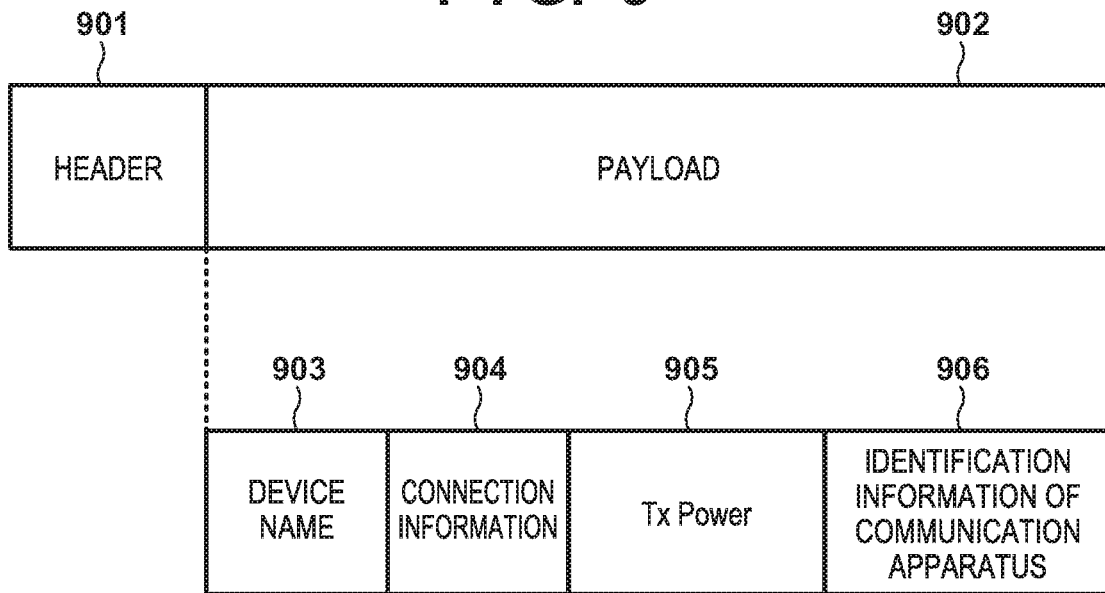 901
902
HEADER
PAYLOAD
903
904
905
906
DEVICE
NAME
CONNECTION
INFORMATION
Tx Power
IDENTIFICATION
INFORMATION OF
COMMUNICATION
APPARATUS